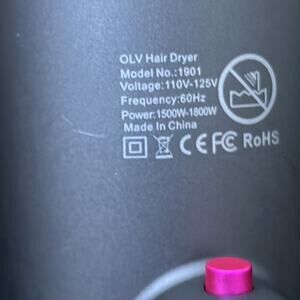 OLV Hair Dryer
Model No.:1901
Voltage:110V-125V
Frequency:60Hz
Power:1500W-1800W
Made In China
CE FC RoHS